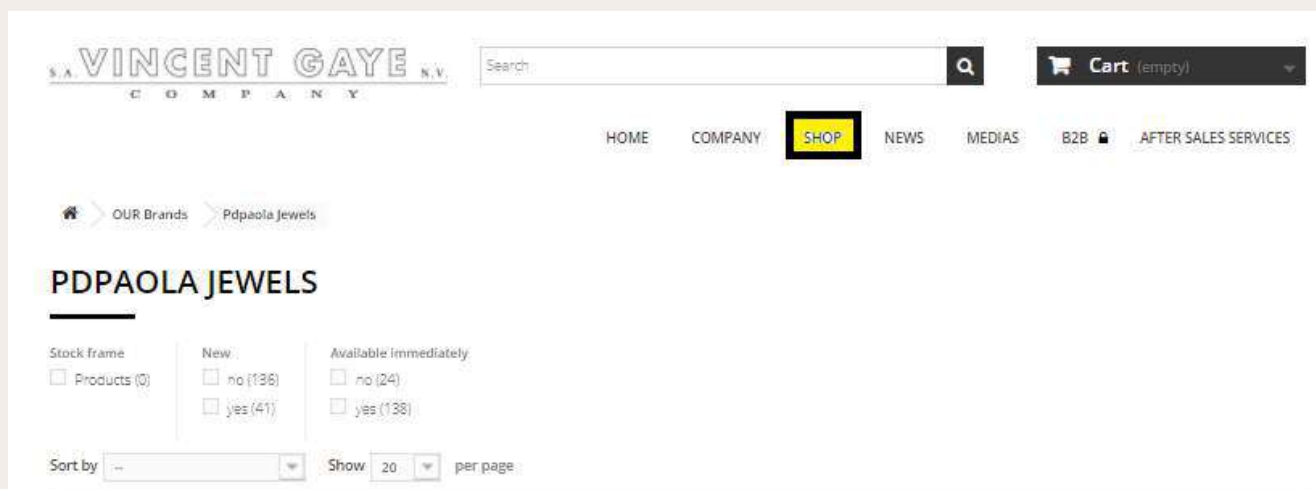 S.A. VINCENT GAYE N.V.
COMPANY
Search
Cart (empty)
HOME COMPANY SHOP NEWS MEDIAS B2B AFTER SALES SERVICES
OUR Brands Pdpaola Jewels
PDPAOLA JEWELS
Stock frame New Available immediately
Products (0) no (136) no (24)
yes (41) yes (138)
Sort by -- Show 20 per page